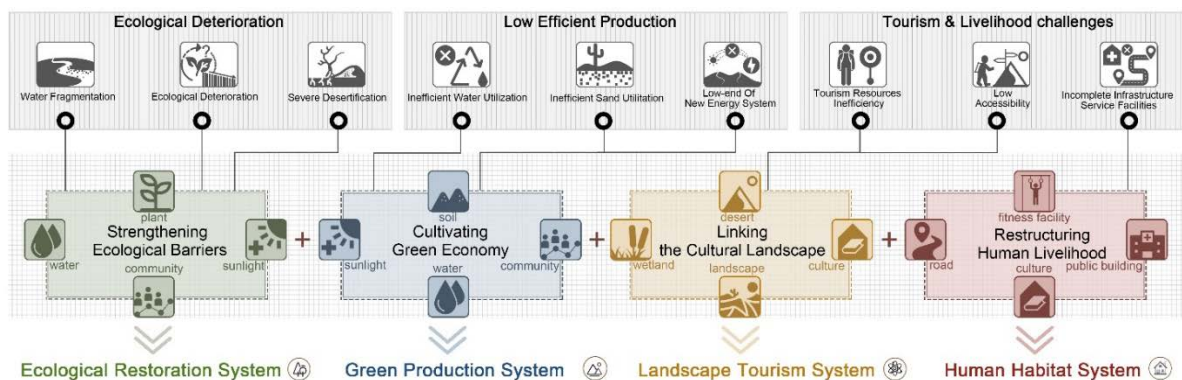 Ecological Deterioration
Low Efficient Production
Tourism & Livelihood challenges
Water Fragmentation
Ecological Deterioration
Severe Desertification
Inefficient Water Utilization
Inefficient Sand Utilitation
Low-end Of
New Energy System
Tourism Resources
Inefficiency
Low
Accessibility
Incomplete Infrastructure
Service Facilities
plant
Strengthening
Ecological Barriers
water
sunlight
community
soil
Cultivating
Green Economy
sunlight
community
water
desert
Linking
the Cultural Landscape
wetland
culture
landscape
fitness facility
Restructuring
Human Livelihood
road
public building
culture
Ecological Restoration System
Green Production System
Landscape Tourism System
Human Habitat System